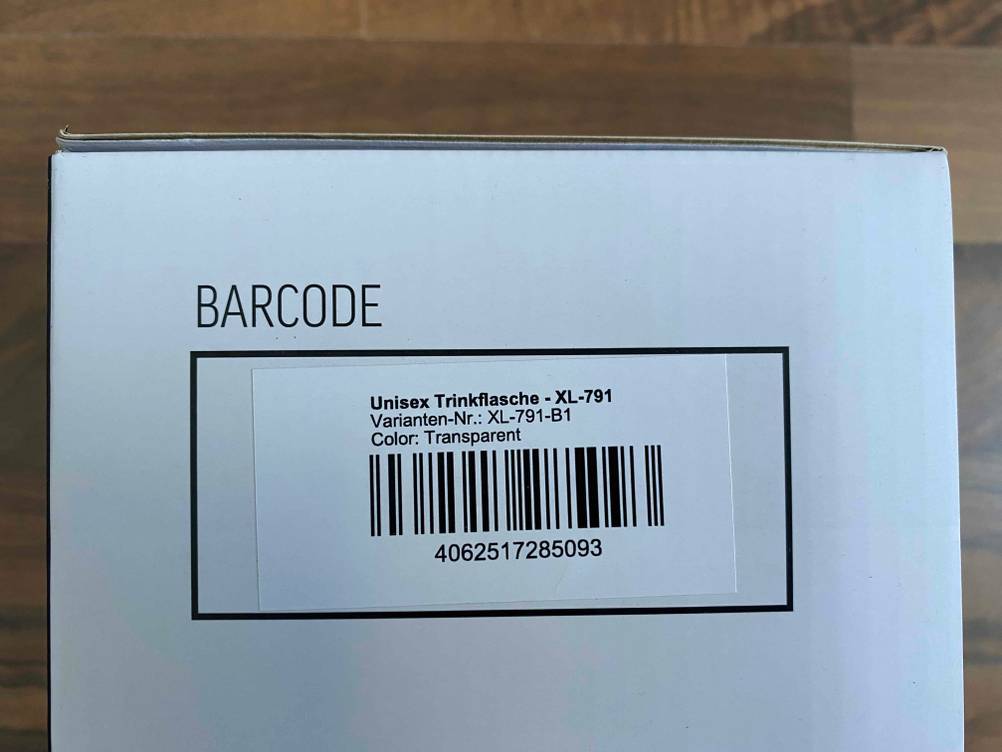 BARCODE
Unisex Trinkflasche - XL-791
Varianten-Nr.: XL-791-B1
Color: Transparent
4062517285093